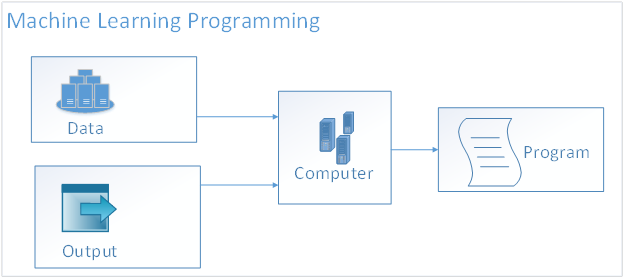 Machine Learning Programming
Data
Output
Computer
Program